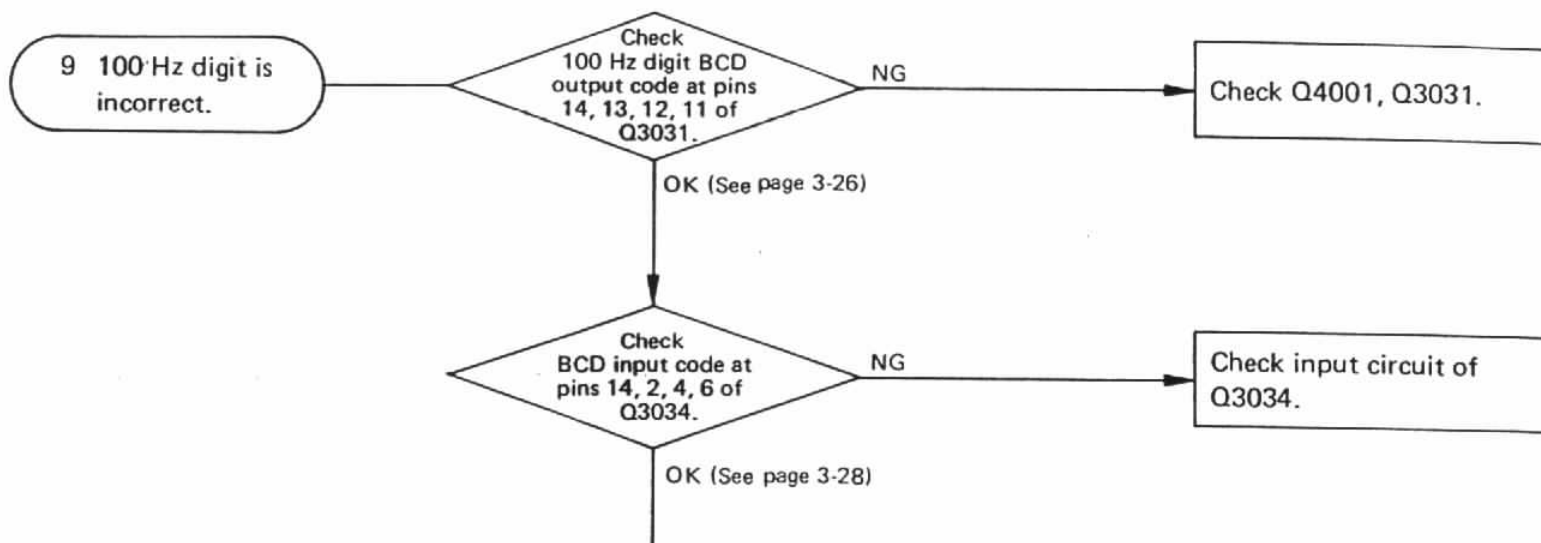 9 100 Hz digit is
incorrect.
Check
100 Hz digit BCD
output code at pins
14, 13, 12, 11 of
Q3031.
NG
Check Q4001, Q3031.
OK (See page 3-26)
Check
BCD input code at
pins 14, 2, 4, 6 of
Q3034.
NG
Check input circuit of
Q3034.
OK (See page 3-28)